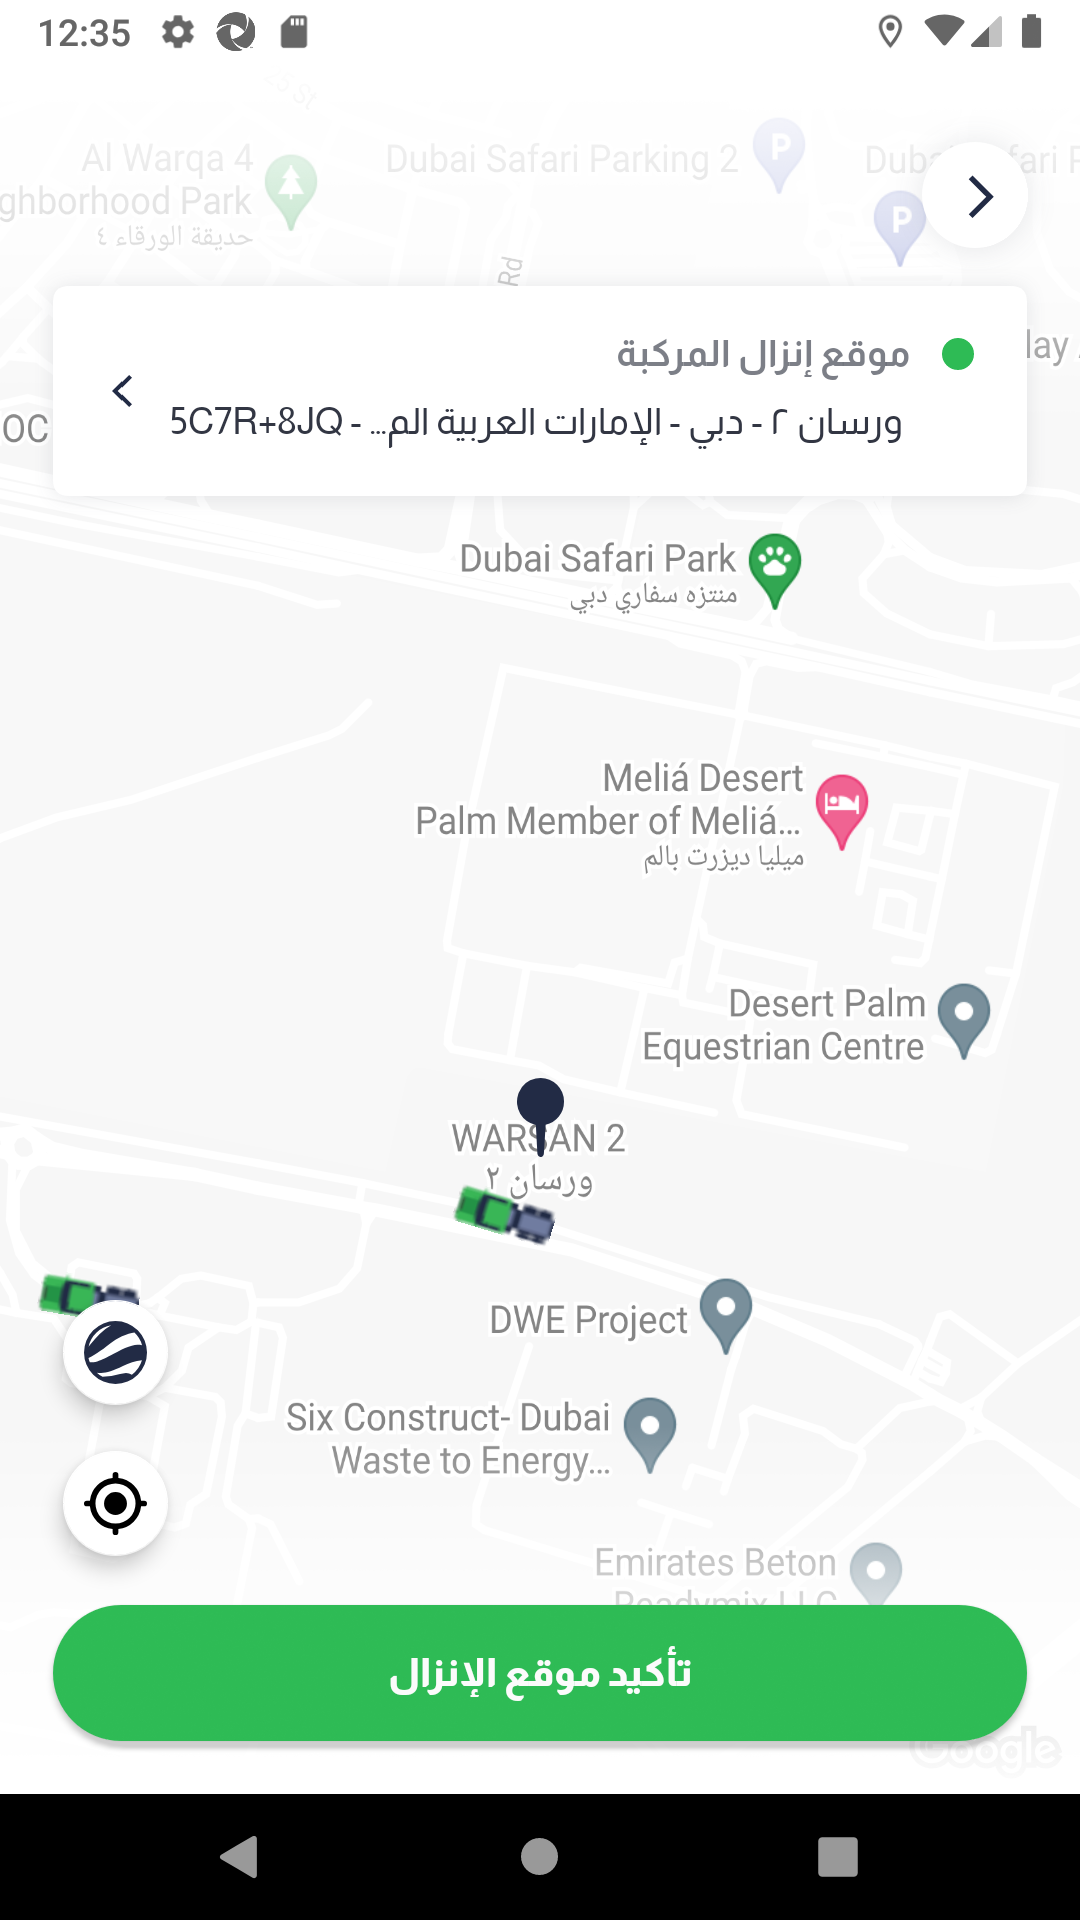 12:35
25 St
Al Warqa 4
ghborhood Park
حديقة الورقاء ٤
Dubai Safari Parking 2
P
P
Rd
موقع إنزال المركبة
5C7R+8JQ - ورسان ٢ - دبي - الإمارات العربية الم...
lay
OC
Dubai Safari Park
منتزه سفاري دبي
Meliá Desert
Palm Member of Meliá...
ميليا ديزرت بالم
Desert Palm
Equestrian Centre
WARSAN 2
ورسان ٢
DWE Project
Six Construct- Dubai
Waste to Energy...
Emirates Beton
Readymix LLC
تأكيد موقع الإنزال
Google